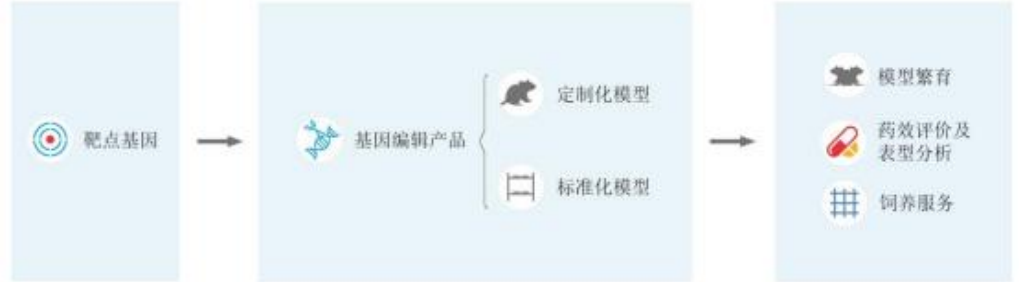 靶点基因
基因编辑产品
定制化模型
标准化模型
模型繁育
药效评价及
表型分析
饲养服务